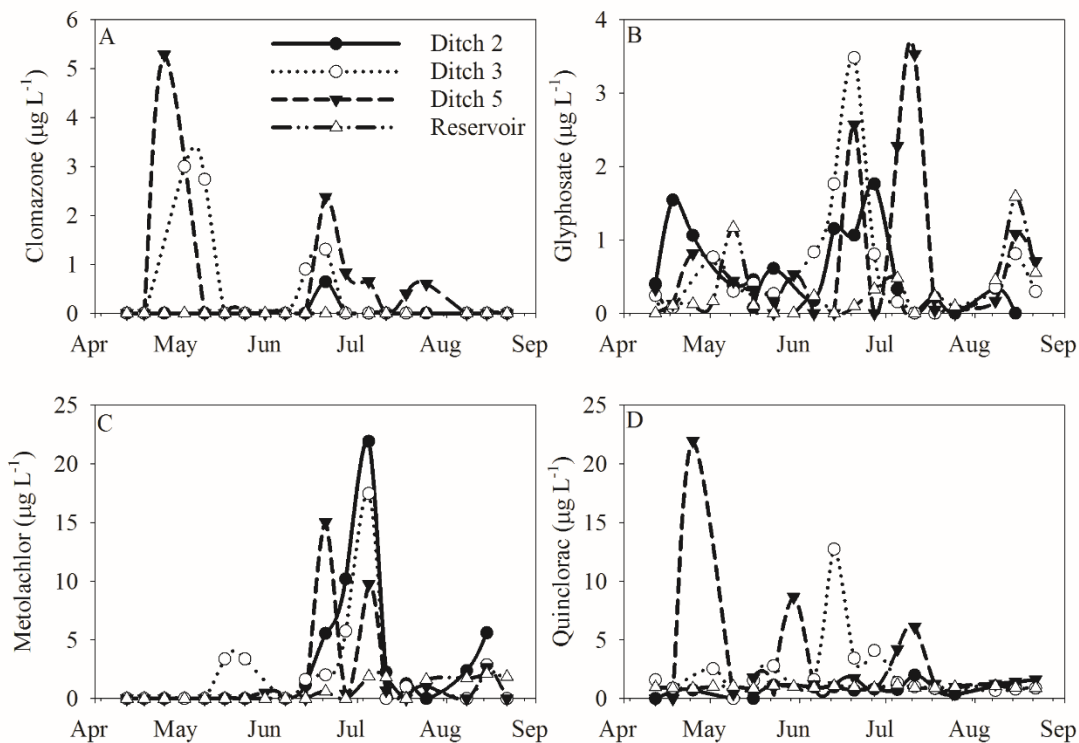 A
Ditch 2
Ditch 3
Ditch 5
Reservoir
Clomazone (µg L⁻¹)
6
5
4
3
2
1
0
Apr May Jun Jul Aug Sep
B
Glyphosate (µg L⁻¹)
4
3
2
1
0
Apr May Jun Jul Aug Sep
C
Metolachlor (µg L⁻¹)
25
20
15
10
5
0
Apr May Jun Jul Aug Sep
D
Quinclorac (µg L⁻¹)
25
20
15
10
5
0
Apr May Jun Jul Aug Sep